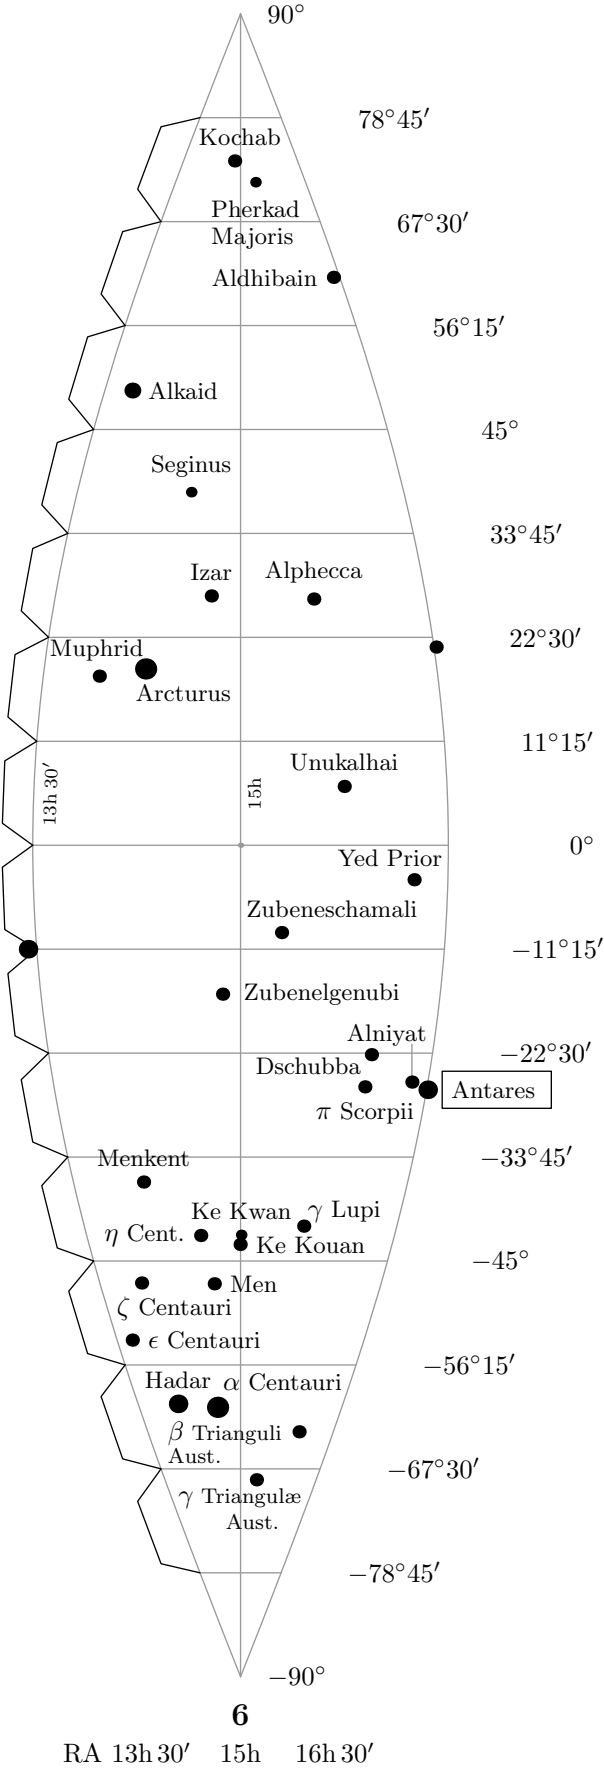 90°
78°45′
Kochab
Pherkad
Majoris
67°30′
Aldhibain
56°15′
Alkaid
45°
Seginus
33°45′
Izar
Alphecca
22°30′
Muphrid
Arcturus
11°15′
Unukalhai
13h 30′
15h
0°
Yed Prior
Zubeneschamali
−11°15′
Zubenelgenubi
Alniyat
−22°30′
Dschubba
Antares
π Scorpii
−33°45′
Menkent
Ke Kwan
γ Lupi
η Cent.
Ke Kouan
−45°
Men
ζ Centauri
ϵ Centauri
−56°15′
Hadar
α Centauri
β Trianguli
Aust.
−67°30′
γ Triangulæ
Aust.
−78°45′
−90°
6
RA 13h 30′ 15h 16h 30′